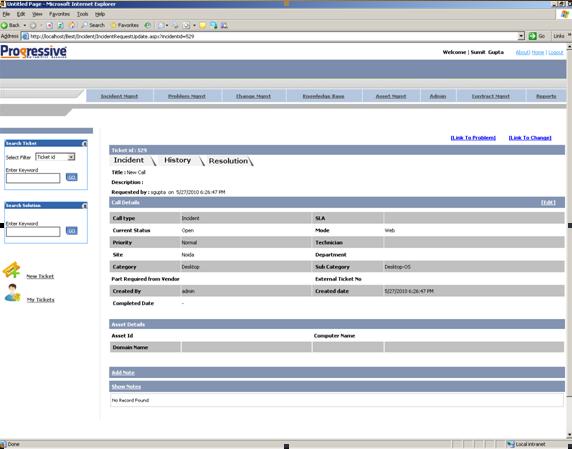 Untitled Page - Microsoft Internet Explorer
File Edit View Favorites Tools Help
Back Search Favorites
Address http://localhost/Best/Incident/IncidentRequestUpdate.aspx?incidentid=529 Go Links
Progressive
Welcome | Sumit Gupta About| Home | Logout
Incident Mgmt Problem Mgmt Change Mgmt Knowledge Base Asset Mgmt Admin Contract Mgmt Reports
[Link To Problem] [Link To Change]
Search Ticket
Select Filter Ticket id
Enter Keyword
GO
Search Solution
Enter Keyword
GO
New Ticket
My Tickets
Ticket id : 529
Incident History Resolution
Title : New Call
Description :
Requested by : sgupta on 5/27/2010 6:26:47 PM
Call Details [Edit]
Call type Incident SLA
Current Status Open Mode Web
Priority Normal Technician
Site Noida Department
Category Desktop Sub Category Desktop-OS
Part Required from Vendor External Ticket No
Created By admin Created date 5/27/2010 6:26:47 PM
Completed Date -
Asset Details
Asset Id Computer Name
Domain Name
Add Note
Show Notes
No Record Found
Done Local intranet